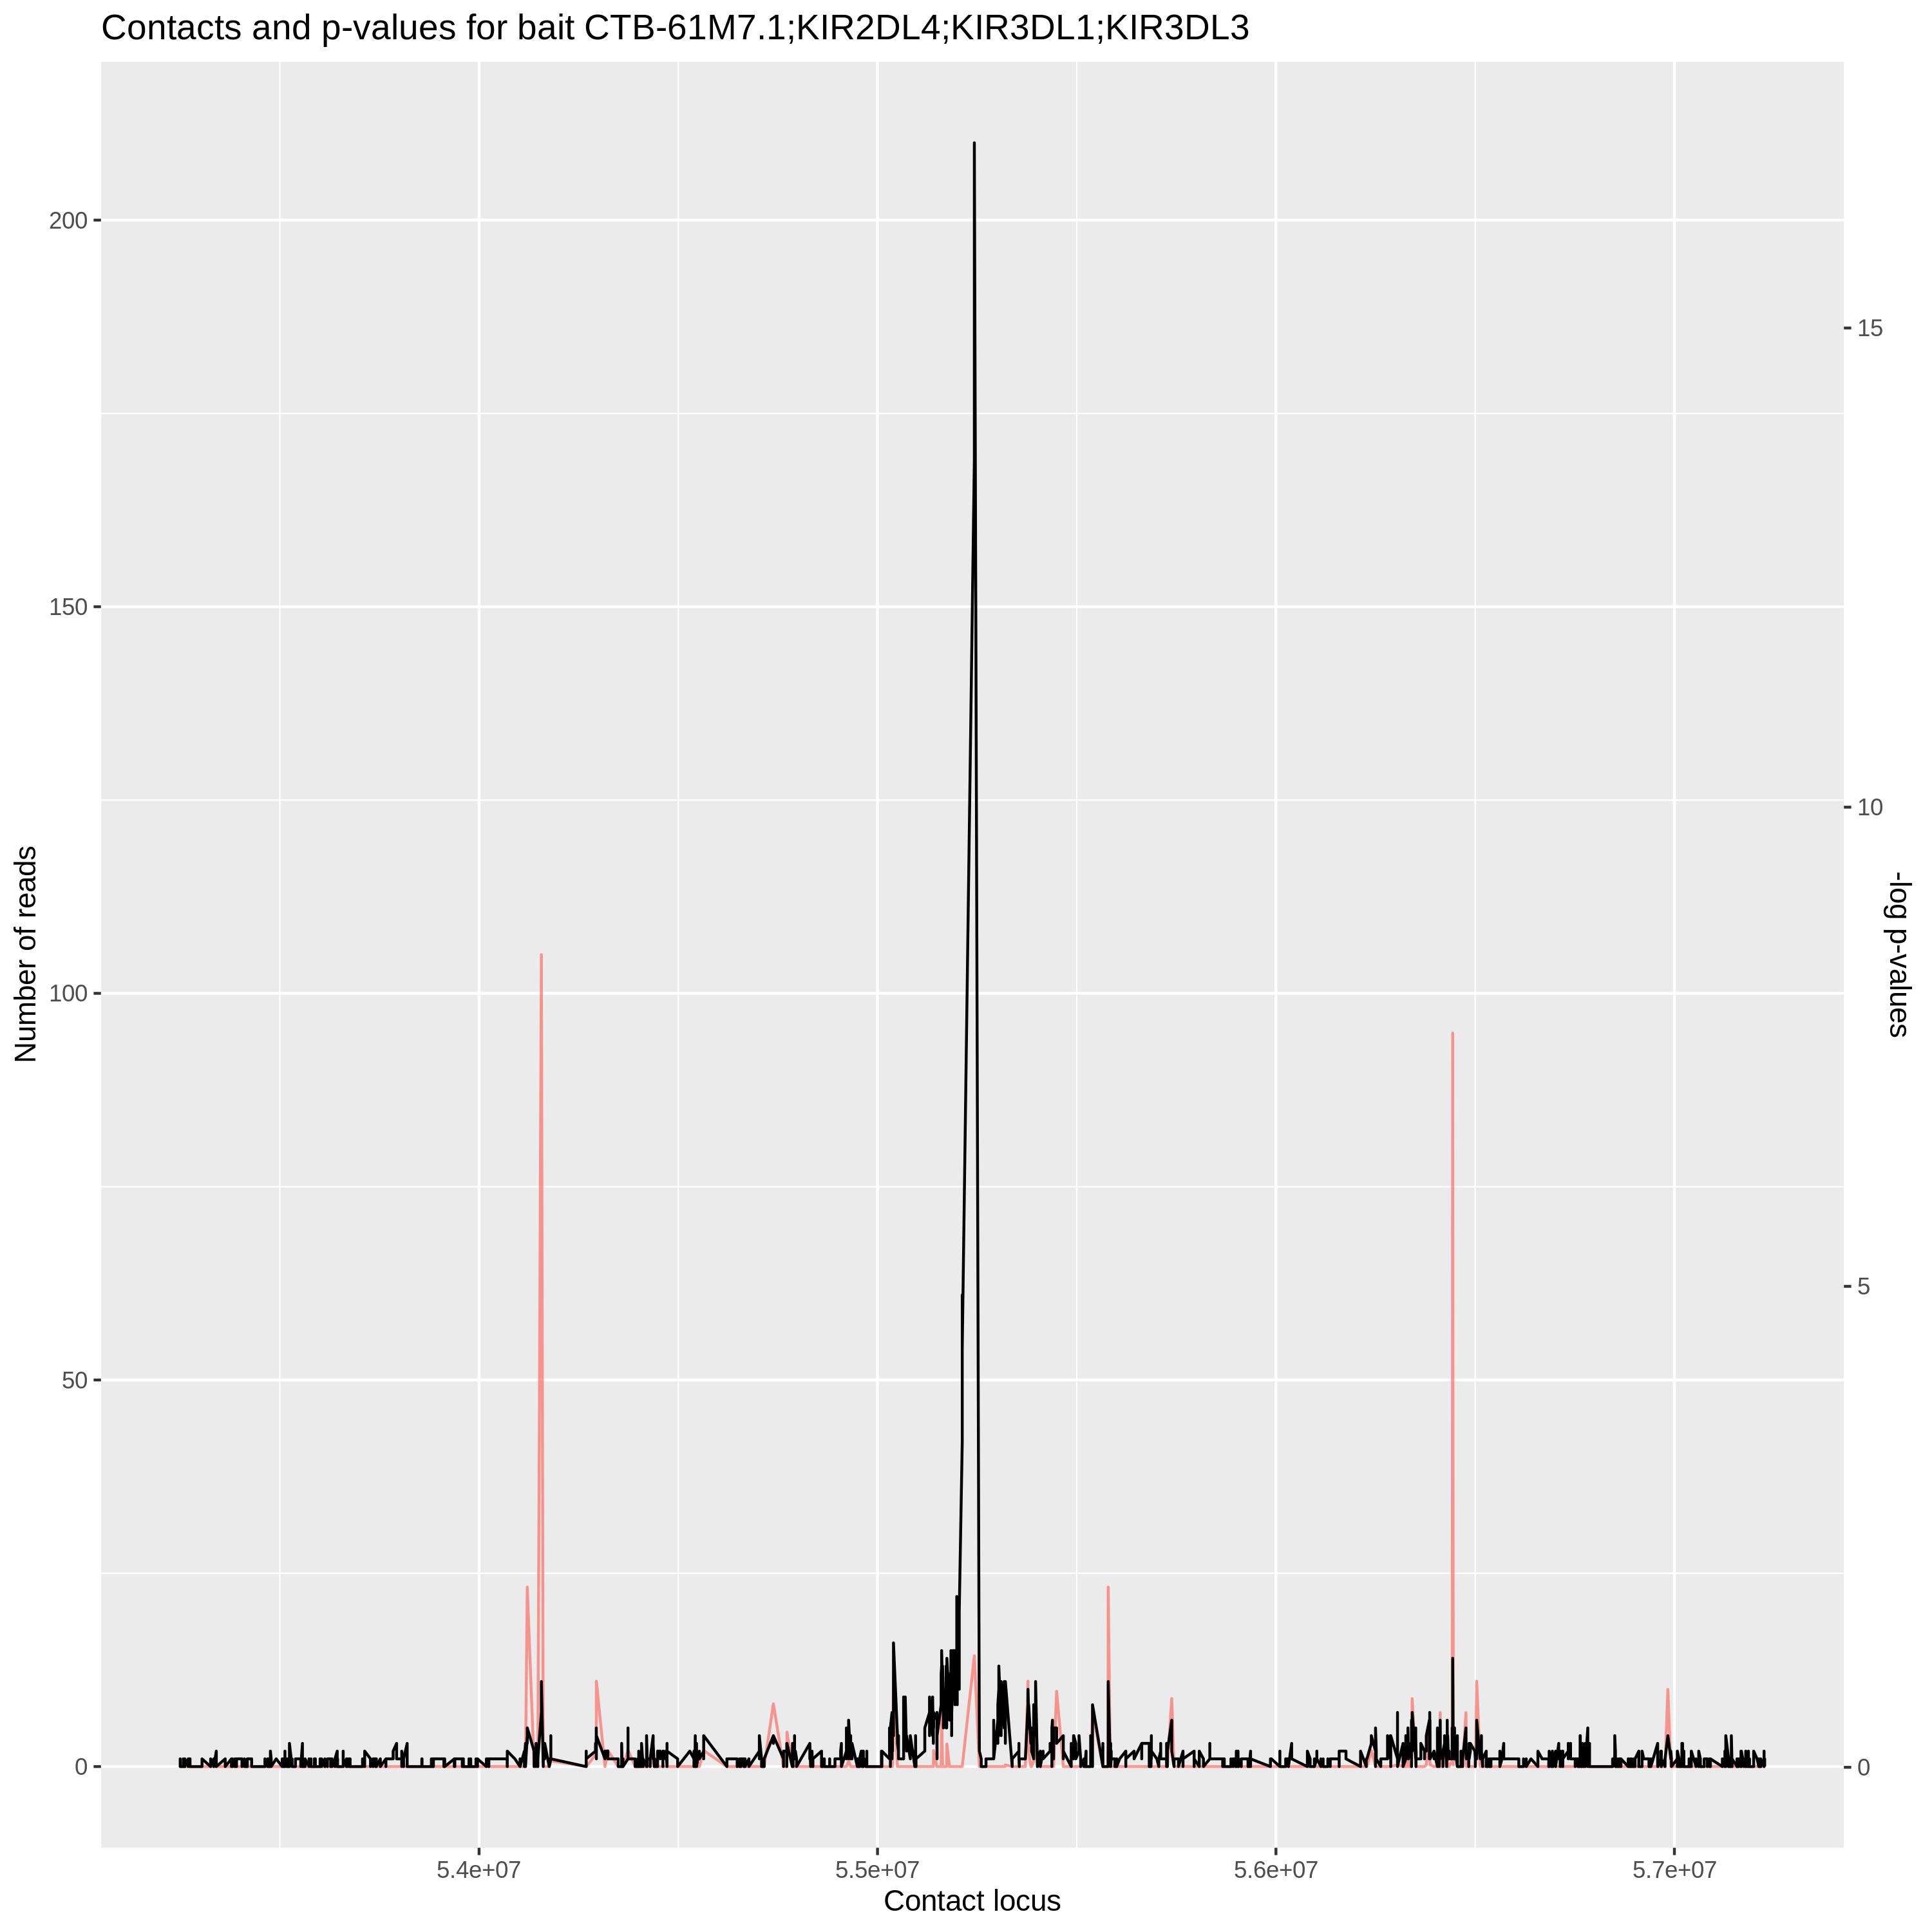 Contacts and p-values for bait CTB-61M7.1;KIR2DL4;KIR3DL1;KIR3DL3
200
150
100
50
0
Number of reads
15
10
5
0
-log p-values
5.4e+07
5.5e+07
5.6e+07
5.7e+07
Contact locus